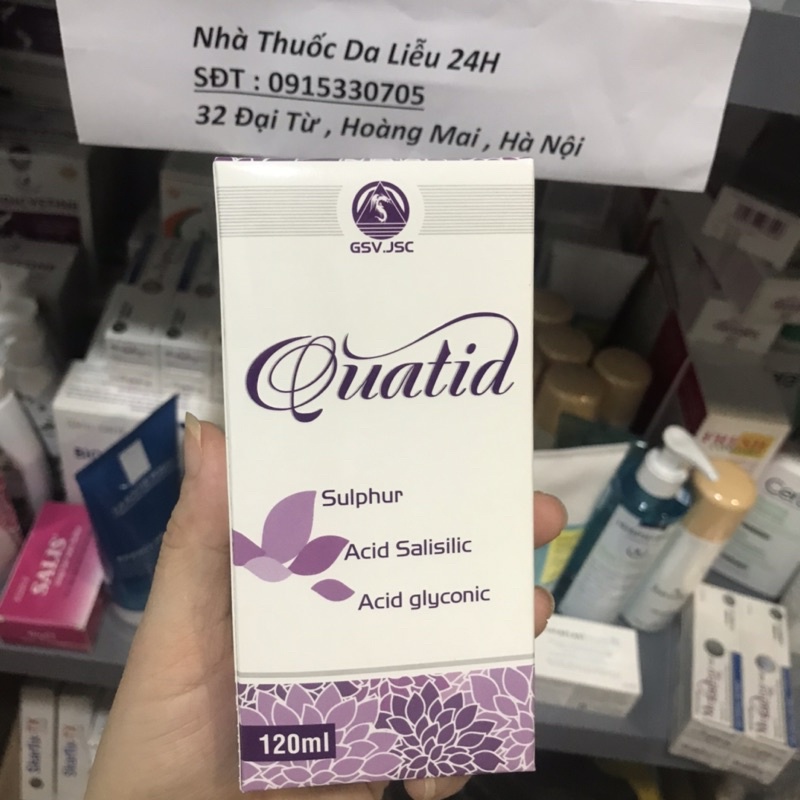 Nhà Thuốc Da Liễu 24H
SĐT : 0915330705
32 Đại Từ , Hoàng Mai , Hà Nội
GSV.JSC
Quatid
Sulphur
Acid Salisilic
Acid glyconic
120ml
SALIS